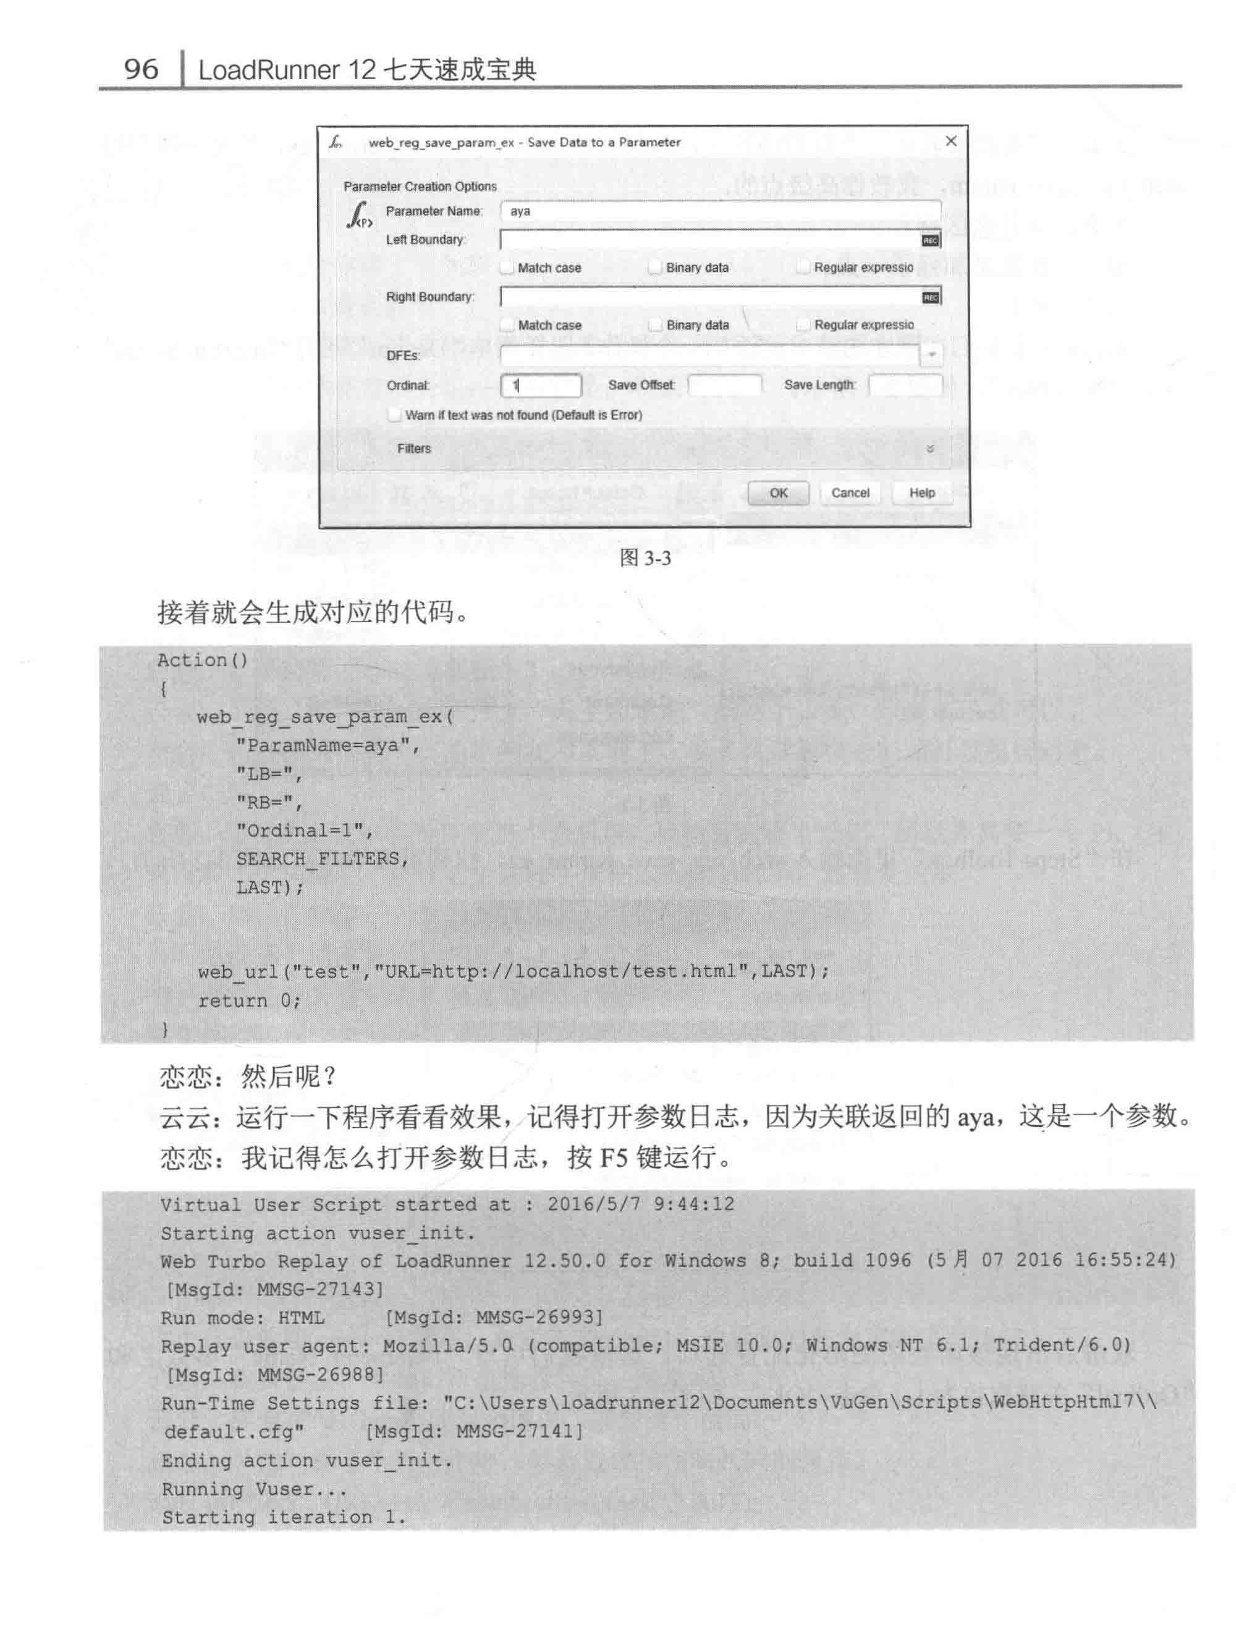 96 LoadRunner 12 七天速成宝典
web_reg_save_param_ex - Save Data to a Parameter
Parameter Creation Options
Parameter Name: aya
Left Boundary: REC
Match case Binary data Regular expressio
Right Boundary: REC
Match case Binary data Regular expressio
DFEs:
Ordinal: 1 Save Offset: Save Length:
Warn if text was not found (Default is Error)
Filters
OK Cancel Help
图 3-3
接着就会生成对应的代码。
Action()
{
web_reg_save_param_ex(
"ParamName=aya",
"LB=",
"RB=",
"Ordinal=1",
SEARCH_FILTERS,
LAST);
web_url("test","URL=http://localhost/test.html",LAST);
return 0;
}
恋恋：然后呢？
云云：运行一下程序看看效果，记得打开参数日志，因为关联返回的 aya，这是一个参数。
恋恋：我记得怎么打开参数日志，按 F5 键运行。
Virtual User Script started at : 2016/5/7 9:44:12
Starting action vuser_init.
Web Turbo Replay of LoadRunner 12.50.0 for Windows 8; build 1096 (5 月 07 2016 16:55:24)
[MsgId: MMSG-27143]
Run mode: HTML [MsgId: MMSG-26993]
Replay user agent: Mozilla/5.0 (compatible; MSIE 10.0; Windows NT 6.1; Trident/6.0)
[MsgId: MMSG-26988]
Run-Time Settings file: "C:\Users\loadrunner12\Documents\VuGen\Scripts\WebHttpHtml7\\
default.cfg" [MsgId: MMSG-27141]
Ending action vuser_init.
Running Vuser...
Starting iteration 1.